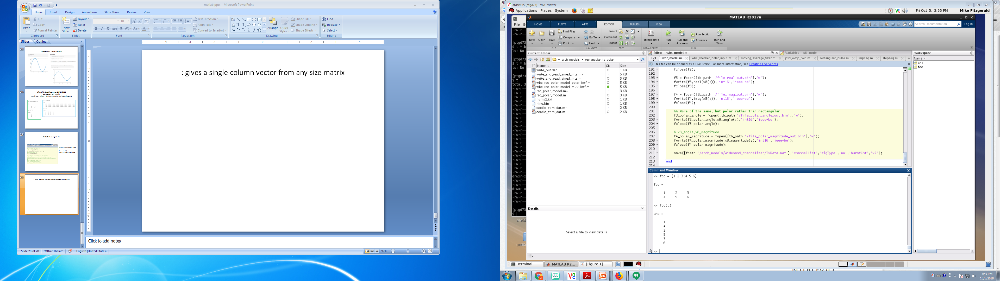 matlab.pptx - Microsoft PowerPoint
Home Insert Design Animations Slide Show Review View
Paste
Cut
Copy
Format Painter
Clipboard
New Slide
Layout
Reset
Delete
Slides
18
Font
Text Direction
Align Text
Convert to SmartArt
Paragraph
Arrange
Quick Styles
Shape Fill
Shape Outline
Shape Effects
Drawing
Find
Replace
Select
Editing
Slides Outline
25
Change Axis Limits Manually
26
27
28
: gives a single column vector from any size matrix
: gives a single column vector from any size matrix
Click to add notes
Slide 28 of 28 "Office Theme" English (United States) 97%
atdsrv3:5 (ptgd73) - VNC Viewer
Applications Places System Fri Oct 5, 3:55 PM Mike Fitzgerald
MATLAB R2017a
HOME PLOTS APPS EDITOR PUBLISH VIEW
Search Documentation Log In
New Open Save
Find Files
Compare
Print
FILE
Go To
Find
NAVIGATE
Insert
Comment
Indent
EDIT
Breakpoints
BREAKPOINTS
Run
Run and Advance
Run Section
Advance
Run and Time
RUN
Current Folder
« arch_models ▸ rectangular_to_polar
Name Git Size
write_out.dat 1 KB
write_and_read_sined_ints.m~ 5 KB
write_and_read_sined_ints.m 5 KB
wbc_rec_polar_model_polar_intf.m 5 KB
wbc_rec_polar_model_mux_intf.m 5 KB
rec_polar_model.m~ 3 KB
rec_polar_model.m 3 KB
nums2.txt 1 KB
nine.bin 1 KB
cordic_stim_dat.m~ 2 KB
cordic_stim_dat.m 2 KB
Details
Select a file to view details
Editor - wbc_model.m Variables - x8_angle
+24 wbc_model.m wbc_checker_polar_input.m moving_average_filter.m psd_ovrlp_twin.m rectangular_pulse.m impseq.m stepseq.m
This file can be opened as a Live Script. For more information, see Creating Live Scripts.
191 - fclose(f2);
192
193 - f3 = fopen([tb_path '/file_real_out.bin'],'w');
194 - fwrite(f3,real(x8(:)),'int16','ieee-be');
195 - fclose(f3);
196
197 - f4 = fopen([tb_path '/file_imag_out.bin'],'w');
198 - fwrite(f4,imag(x8(:)),'int16','ieee-be');
199 - fclose(f4);
200
201 %% More of the same, but polar rather than rectangular
202 - f3_polar_angle = fopen([tb_path '/file_polar_angle_out.bin'],'w');
203 - fwrite(f3_polar_angle,x8_angle(:),'int16','ieee-be');
204 - fclose(f3_polar_angle);
205
206 % x8_angle,x8_magnitude
207 - f4_polar_magnitude = fopen([tb_path '/file_polar_magnitude_out.bin'],'w');
208 - fwrite(f4_polar_magnitude,x8_magnitude(:),'int16','ieee-be');
209 - fclose(f4_polar_magnitude);
210
211 - save([fpath '/arch_models/wideband_channelizer/TxData.mat'],'channelList','sigType','uu','burstCnt','x7');
212
213 - end
214
Command Window
>> foo = [1 2 3;4 5 6]
foo =
1 2 3
4 5 6
>> foo(:)
ans =
1
4
2
5
3
6
fx >>
Workspace
Name
ans
foo
Terminal MATLAB R2... [Figure 1]
3:55 PM
10/5/2018